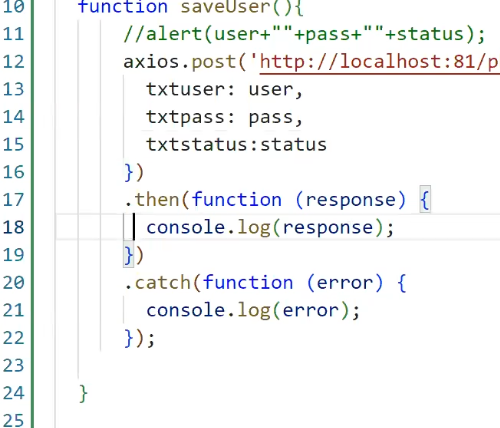 10 function saveUser(){
11 //alert(user+""+pass+""+status);
12 axios.post('http://localhost:81/p
13 txtuser: user,
14 txtpass: pass,
15 txtstatus:status
16 })
17 .then(function (response) {
18 console.log(response);
19 })
20 .catch(function (error) {
21 console.log(error);
22 });
23
24 }
25